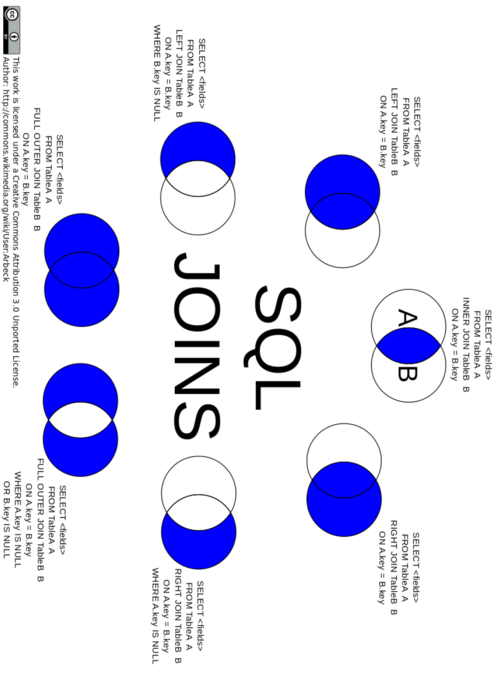 SELECT <fields>
FROM TableA A
INNER JOIN TableB B
ON A.key = B.key
A
B
SELECT <fields>
FROM TableA A
LEFT JOIN TableB B
ON A.key = B.key
SELECT <fields>
FROM TableA A
RIGHT JOIN TableB B
ON A.key = B.key
SQL
JOINS
SELECT <fields>
FROM TableA A
LEFT JOIN TableB B
ON A.key = B.key
WHERE B.key IS NULL
SELECT <fields>
FROM TableA A
RIGHT JOIN TableB B
ON A.key = B.key
WHERE A.key IS NULL
SELECT <fields>
FROM TableA A
FULL OUTER JOIN TableB B
ON A.key = B.key
SELECT <fields>
FROM TableA A
FULL OUTER JOIN TableB B
ON A.key = B.key
WHERE A.key IS NULL
OR B.key IS NULL
cc
BY
This work is licensed under a Creative Commons Attribution 3.0 Unported License.
Author: http://commons.wikimedia.org/wiki/User:Arbeck